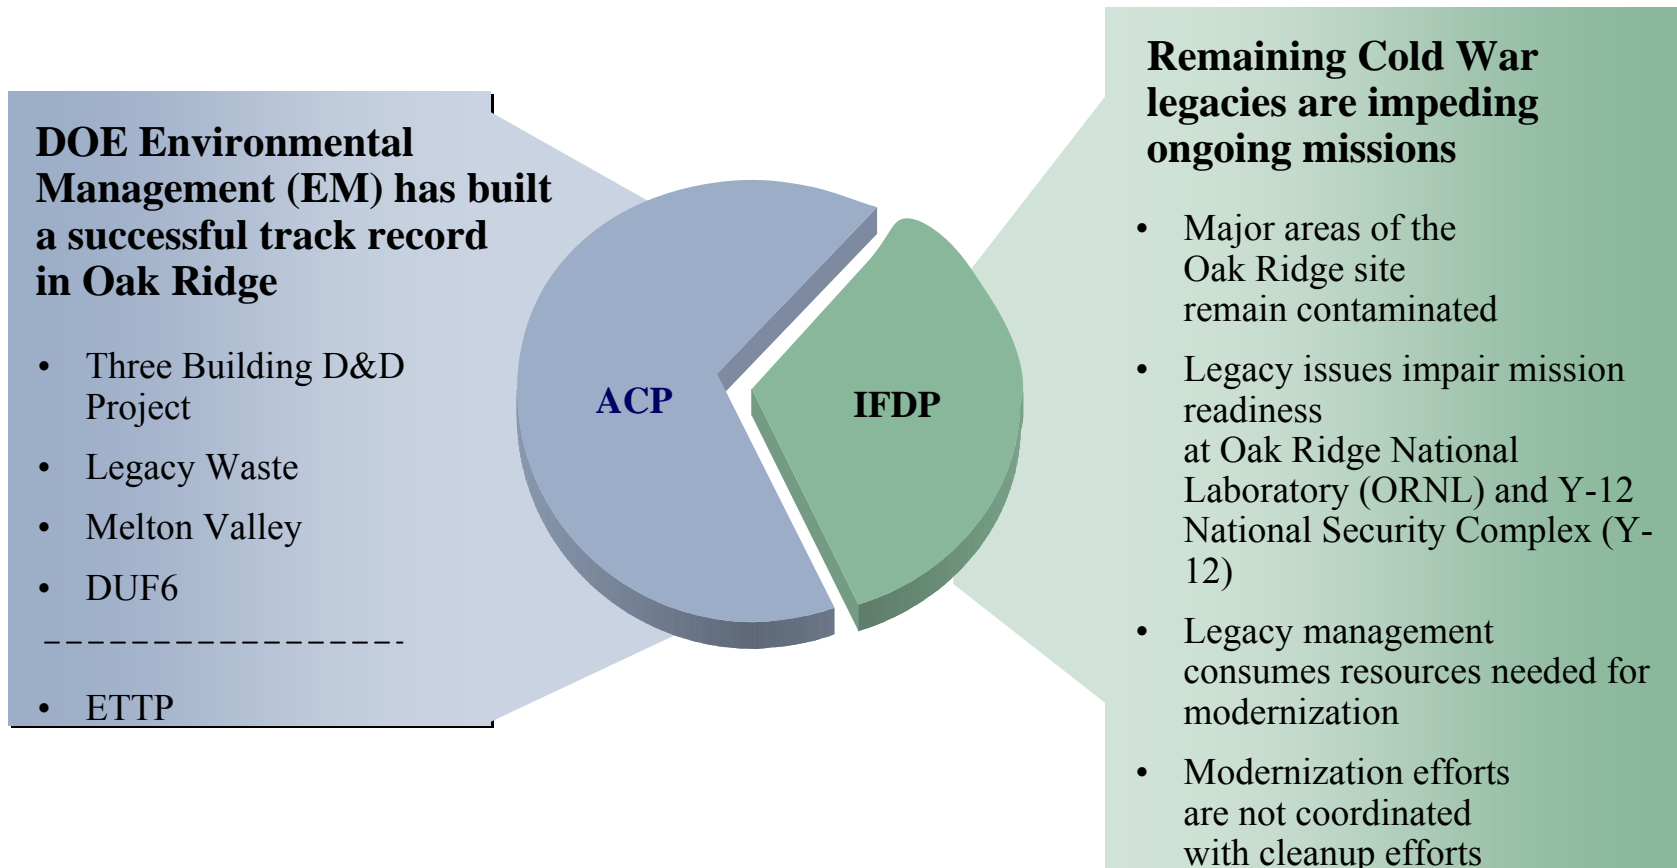 DOE Environmental
Management (EM) has built
a successful track record
in Oak Ridge
• Three Building D&D
Project
• Legacy Waste
• Melton Valley
• DUF6
• ETTP
ACP
IFDP
Remaining Cold War
legacies are impeding
ongoing missions
• Major areas of the
Oak Ridge site
remain contaminated
• Legacy issues impair mission
readiness
at Oak Ridge National
Laboratory (ORNL) and Y-12
National Security Complex (Y-
12)
• Legacy management
consumes resources needed for
modernization
• Modernization efforts
are not coordinated
with cleanup efforts